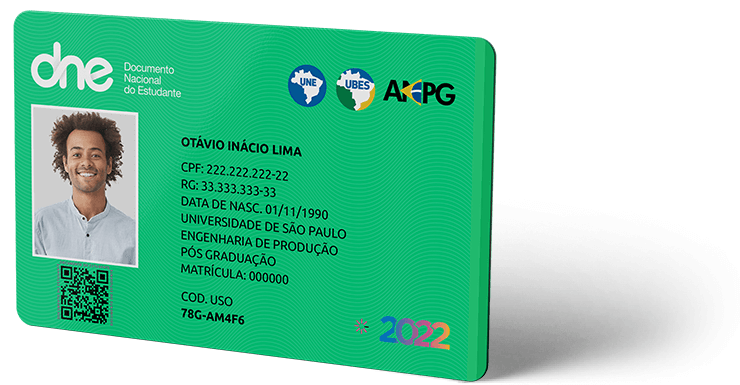 dne
Documento
Nacional
do Estudante
UNE
UBES
ANPG
OTÁVIO INÁCIO LIMA
CPF: 222.222.222-22
RG: 33.333.333-33
DATA DE NASC. 01/11/1990
UNIVERSIDADE DE SÃO PAULO
ENGENHARIA DE PRODUÇÃO
PÓS GRADUAÇÃO
MATRÍCULA: 000000
COD. USO
78G-AM4F6
2022